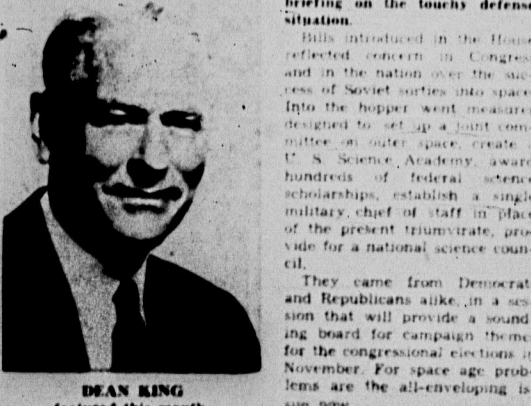 DEAN KING
featured this month
briefing on the touchy defense
situation.
Bills introduced in the House
reflected concern in Congress
and in the nation over the suc-
cess of Soviet sorties into space.
Into the hopper went measures
designed to set up a joint com-
mittee on outer space, create a
U. S. Science Academy, award
hundreds of federal science
scholarships, establish a single
military chief of staff in place
of the present triumvirate, pro-
vide for a national science coun-
cil.
They came from Democrats
and Republicans alike, in a ses-
sion that will provide a sound-
ing board for campaign themes
for the congressional elections in
November. For space age prob-
lems are the all-enveloping is-
sue now.